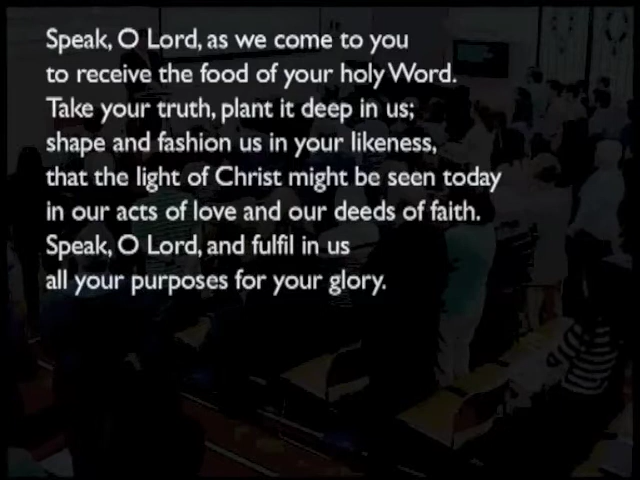 Speak, O Lord, as we come to you
to receive the food of your holy Word.
Take your truth, plant it deep in us;
shape and fashion us in your likeness,
that the light of Christ might be seen today
in our acts of love and our deeds of faith.
Speak, O Lord, and fulfil in us
all your purposes for your glory.